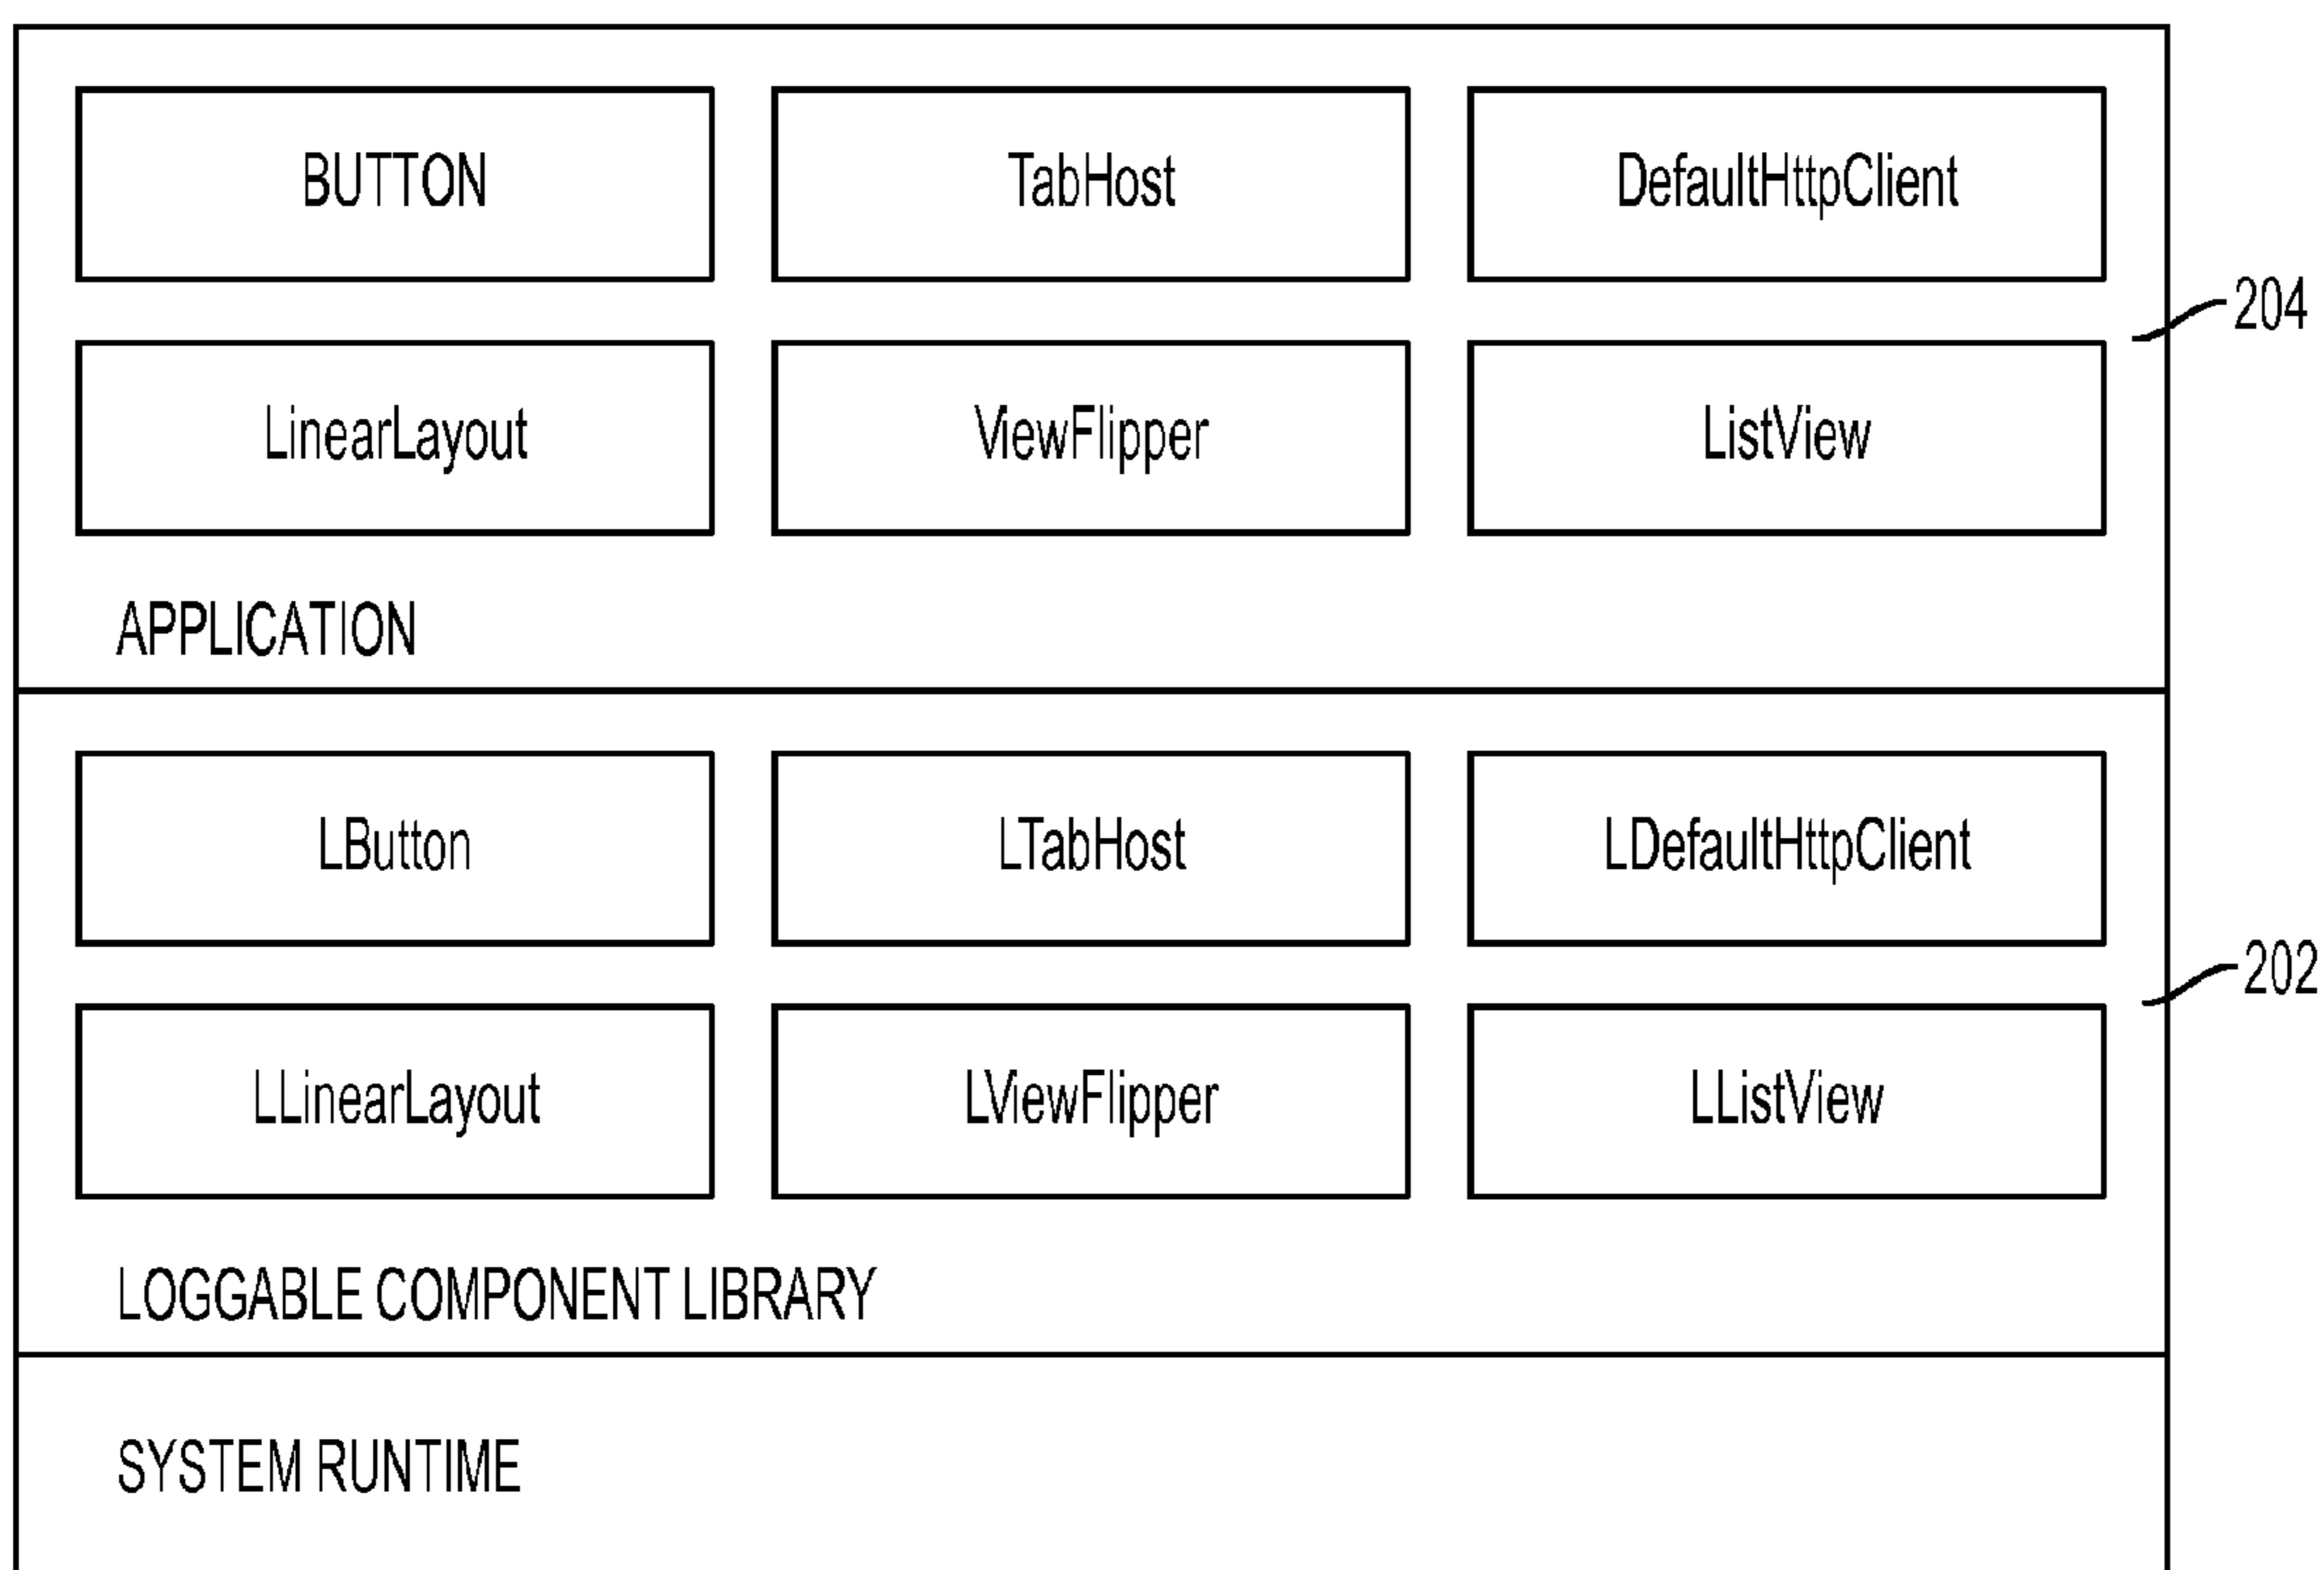 BUTTON
TabHost
DefaultHttpClient
204
LinearLayout
ViewFlipper
ListView
APPLICATION
LButton
LTabHost
LDefaultHttpClient
202
LLinearLayout
LViewFlipper
LListView
LOGGABLE COMPONENT LIBRARY
SYSTEM RUNTIME